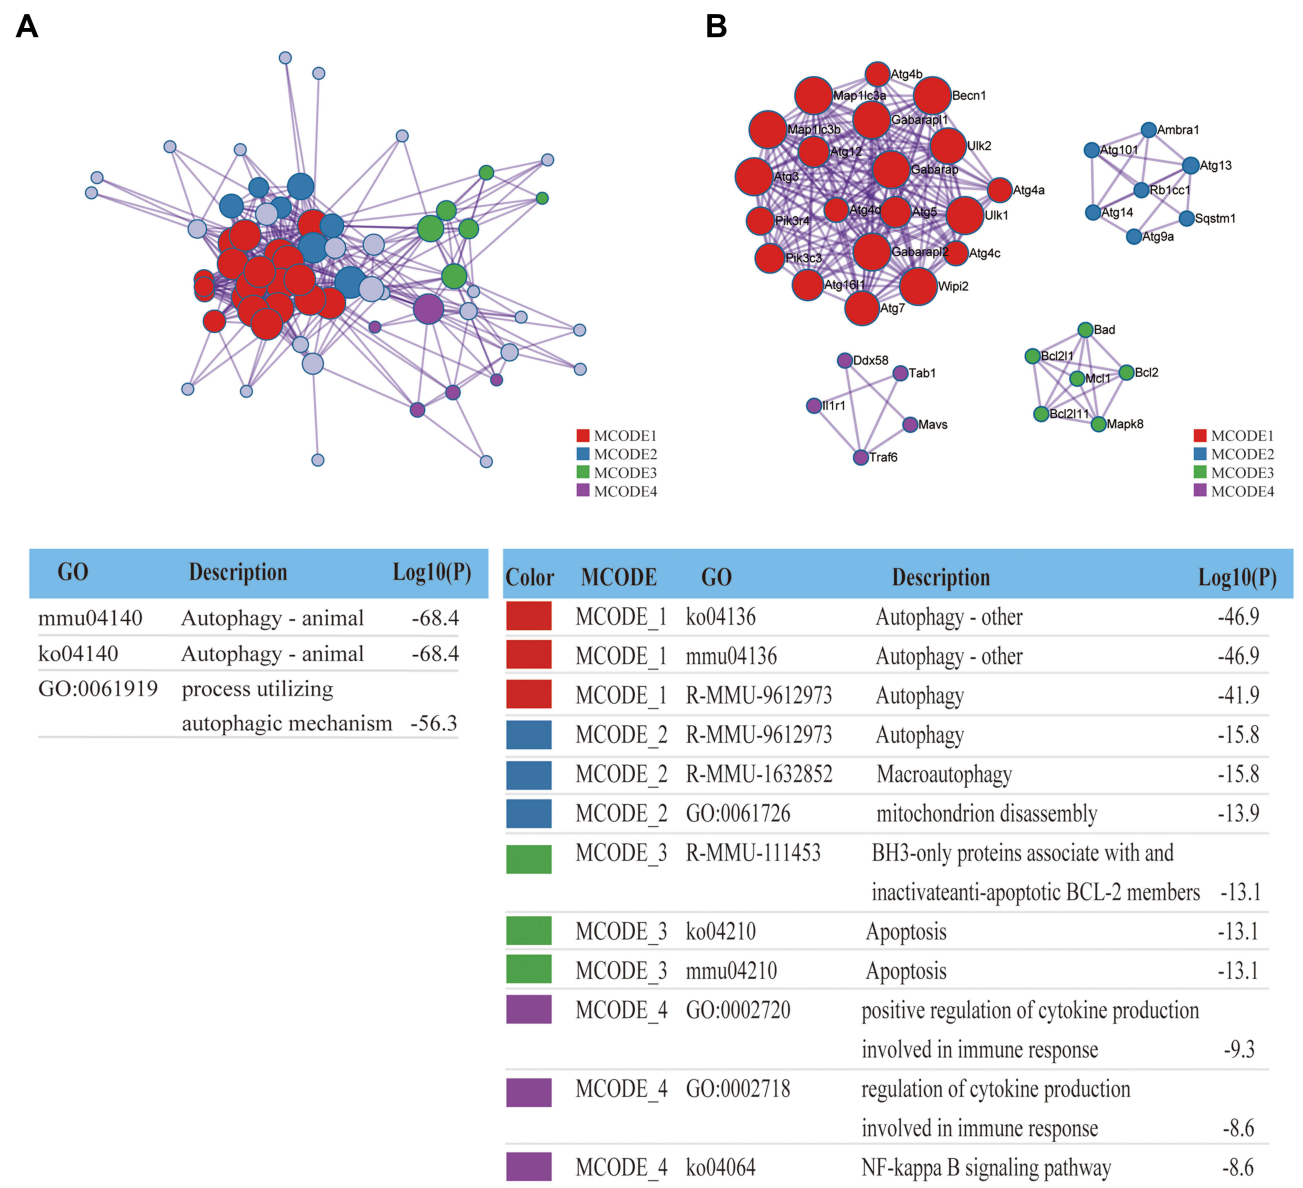 A
B
Atg4b
Map1lc3a
Becn1
Gabarapl1
Map1lc3b
Ulk2
Atg12
Gabarap
Atg3
Atg4a
Atg4d
Atg5
Ulk1
Pik3r4
Gabarapl2
Atg4c
Pik3c3
Atg16l1
Wipi2
Atg7
Ambra1
Atg101
Atg13
Rb1cc1
Atg14
Sqstm1
Atg9a
Ddx58
Tab1
Il1r1
Mavs
Traf6
Bad
Bcl2l1
Mcl1
Bcl2
Bcl2l11
Mapk8
MCODE1
MCODE2
MCODE3
MCODE4
MCODE1
MCODE2
MCODE3
MCODE4
GO Description Log10(P)
mmu04140 Autophagy - animal -68.4
ko04140 Autophagy - animal -68.4
GO:0061919 process utilizing
autophagic mechanism -56.3
Color MCODE GO Description Log10(P)
MCODE_1 ko04136 Autophagy - other -46.9
MCODE_1 mmu04136 Autophagy - other -46.9
MCODE_1 R-MMU-9612973 Autophagy -41.9
MCODE_2 R-MMU-9612973 Autophagy -15.8
MCODE_2 R-MMU-1632852 Macroautophagy -15.8
MCODE_2 GO:0061726 mitochondrion disassembly -13.9
MCODE_3 R-MMU-111453 BH3-only proteins associate with and
inactivateanti-apoptotic BCL-2 members -13.1
MCODE_3 ko04210 Apoptosis -13.1
MCODE_3 mmu04210 Apoptosis -13.1
MCODE_4 GO:0002720 positive regulation of cytokine production
involved in immune response -9.3
MCODE_4 GO:0002718 regulation of cytokine production
involved in immune response -8.6
MCODE_4 ko04064 NF-kappa B signaling pathway -8.6